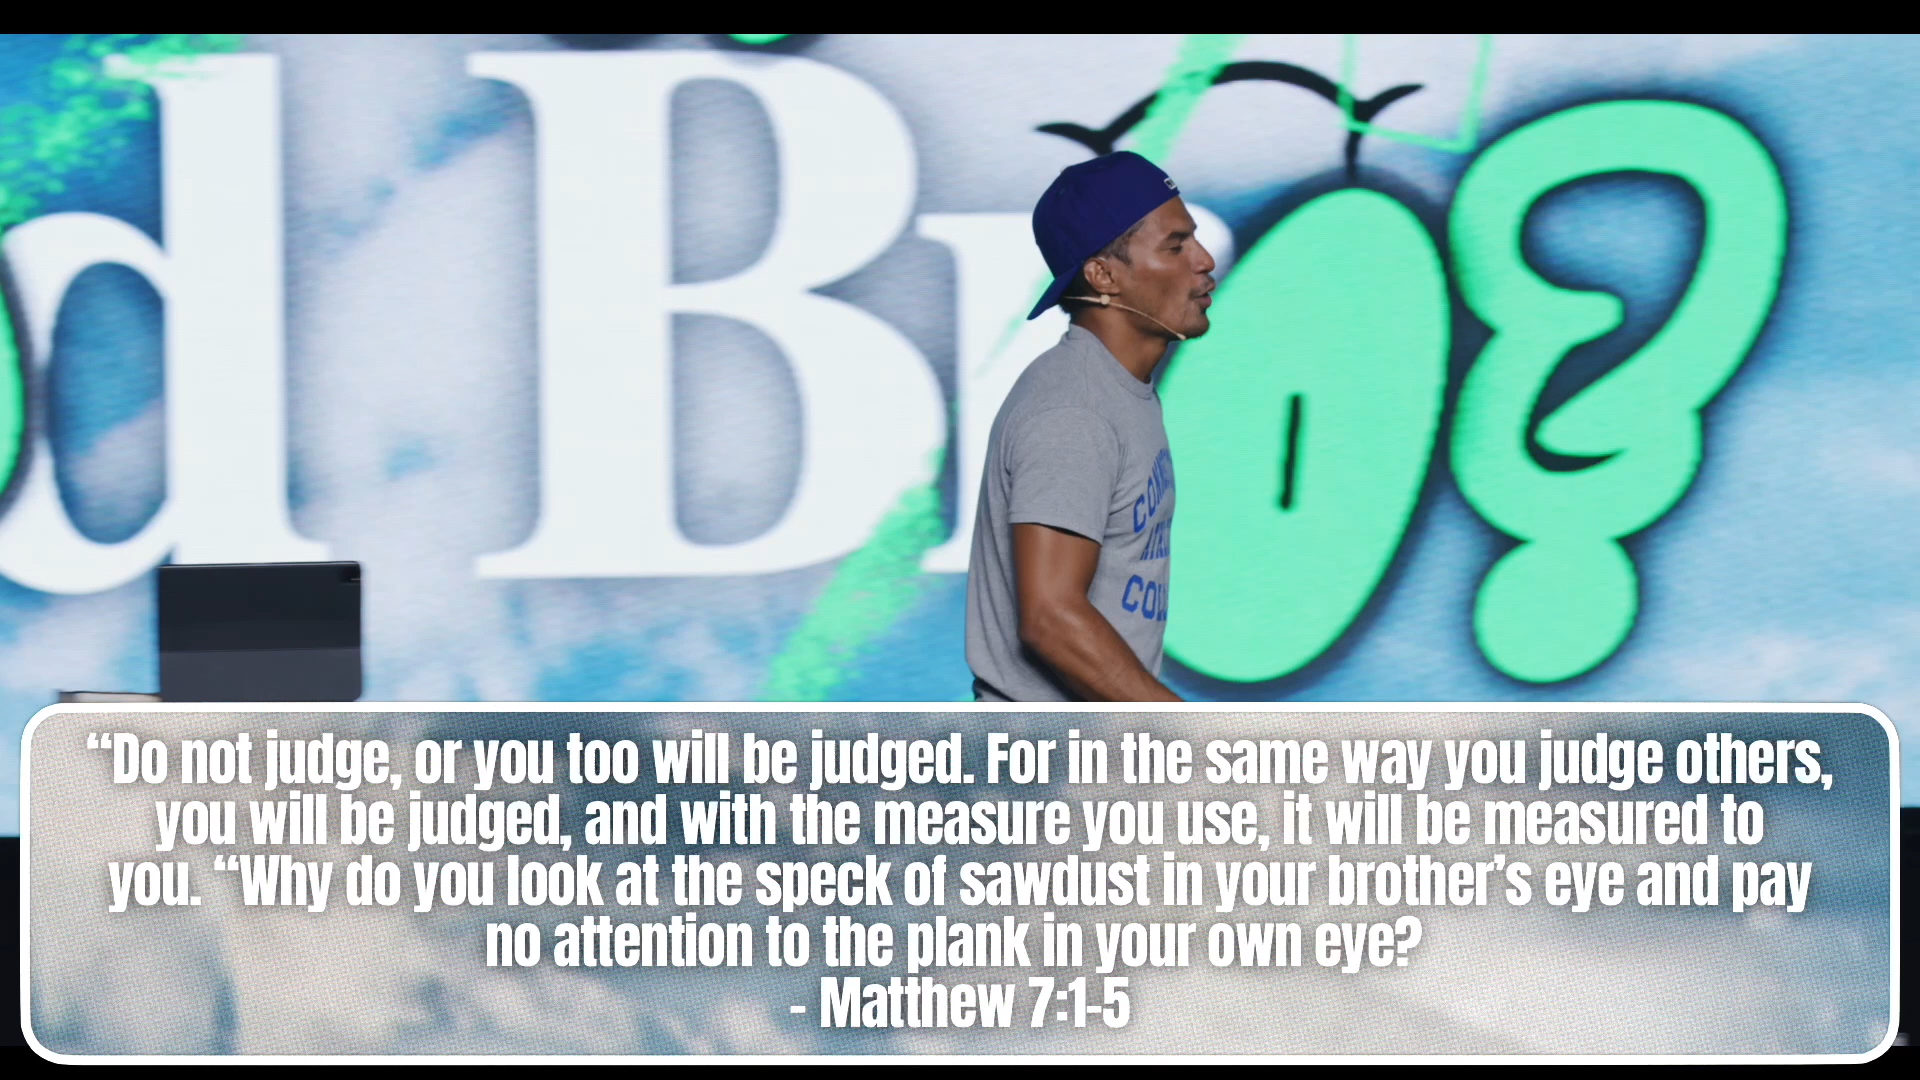 d Bro?
“Do not judge, or you too will be judged. For in the same way you judge others,
you will be judged, and with the measure you use, it will be measured to
you. “Why do you look at the speck of sawdust in your brother’s eye and pay
no attention to the plank in your own eye?
- Matthew 7:1-5